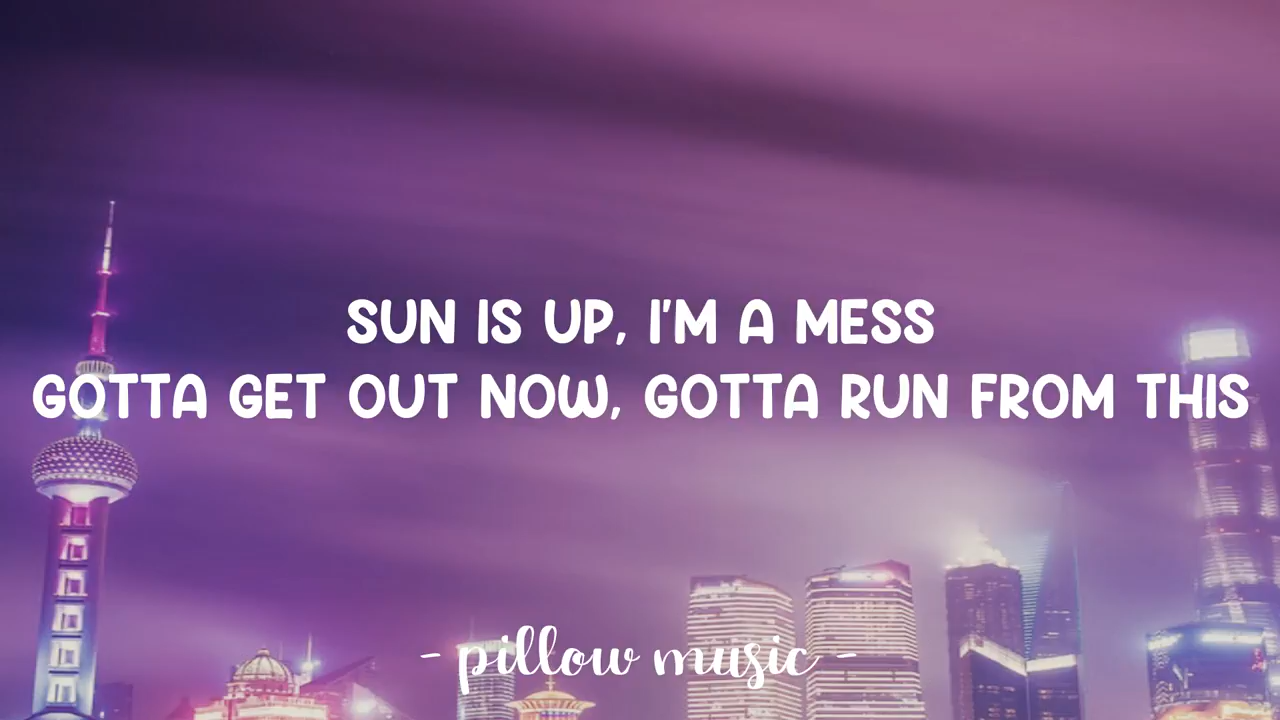 SUN IS UP, I'M A MESS
GOTTA GET OUT NOW, GOTTA RUN FROM THIS
- pillow music -